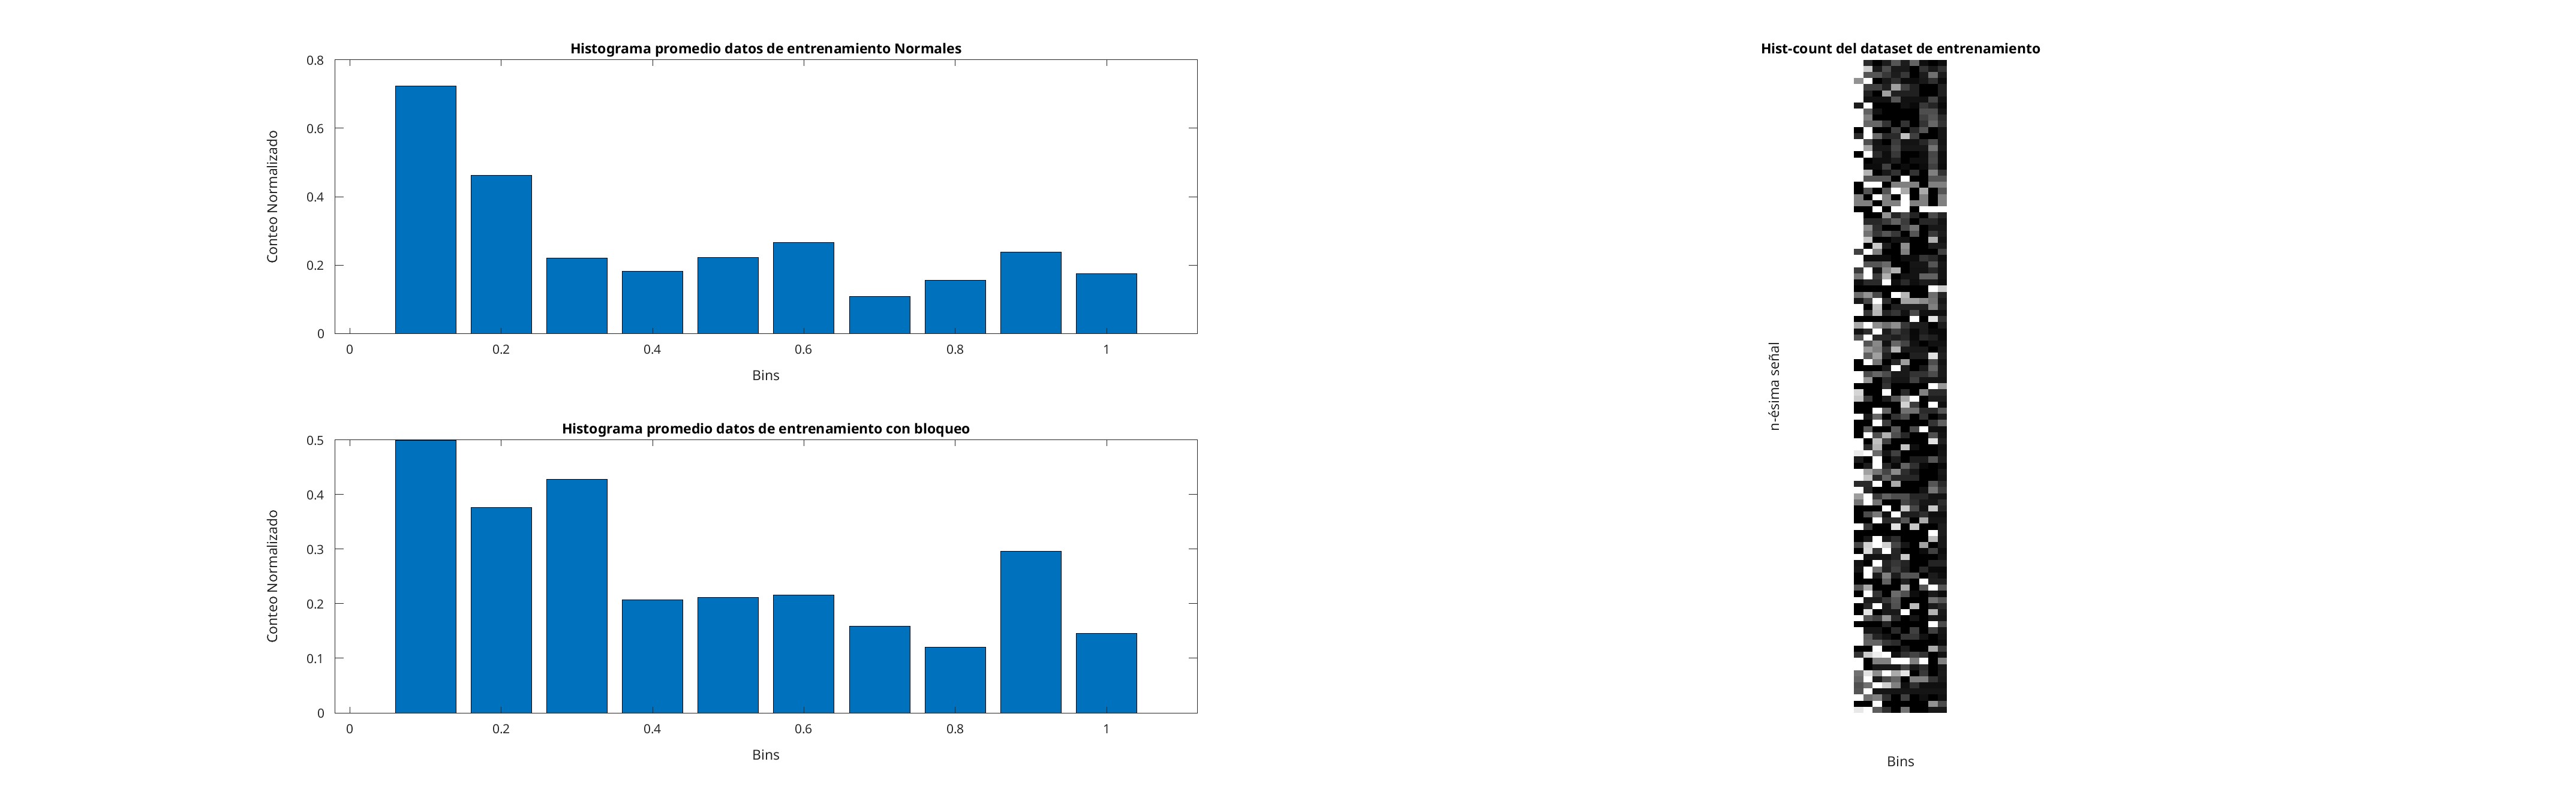 Histograma promedio datos de entrenamiento Normales
0.8
0.6
0.4
0.2
0
Conteo Normalizado
0 0.2 0.4 0.6 0.8 1
Bins
Histograma promedio datos de entrenamiento con bloqueo
0.5
0.4
0.3
0.2
0.1
0
Conteo Normalizado
0 0.2 0.4 0.6 0.8 1
Bins
Hist-count del dataset de entrenamiento
n-ésima señal
Bins